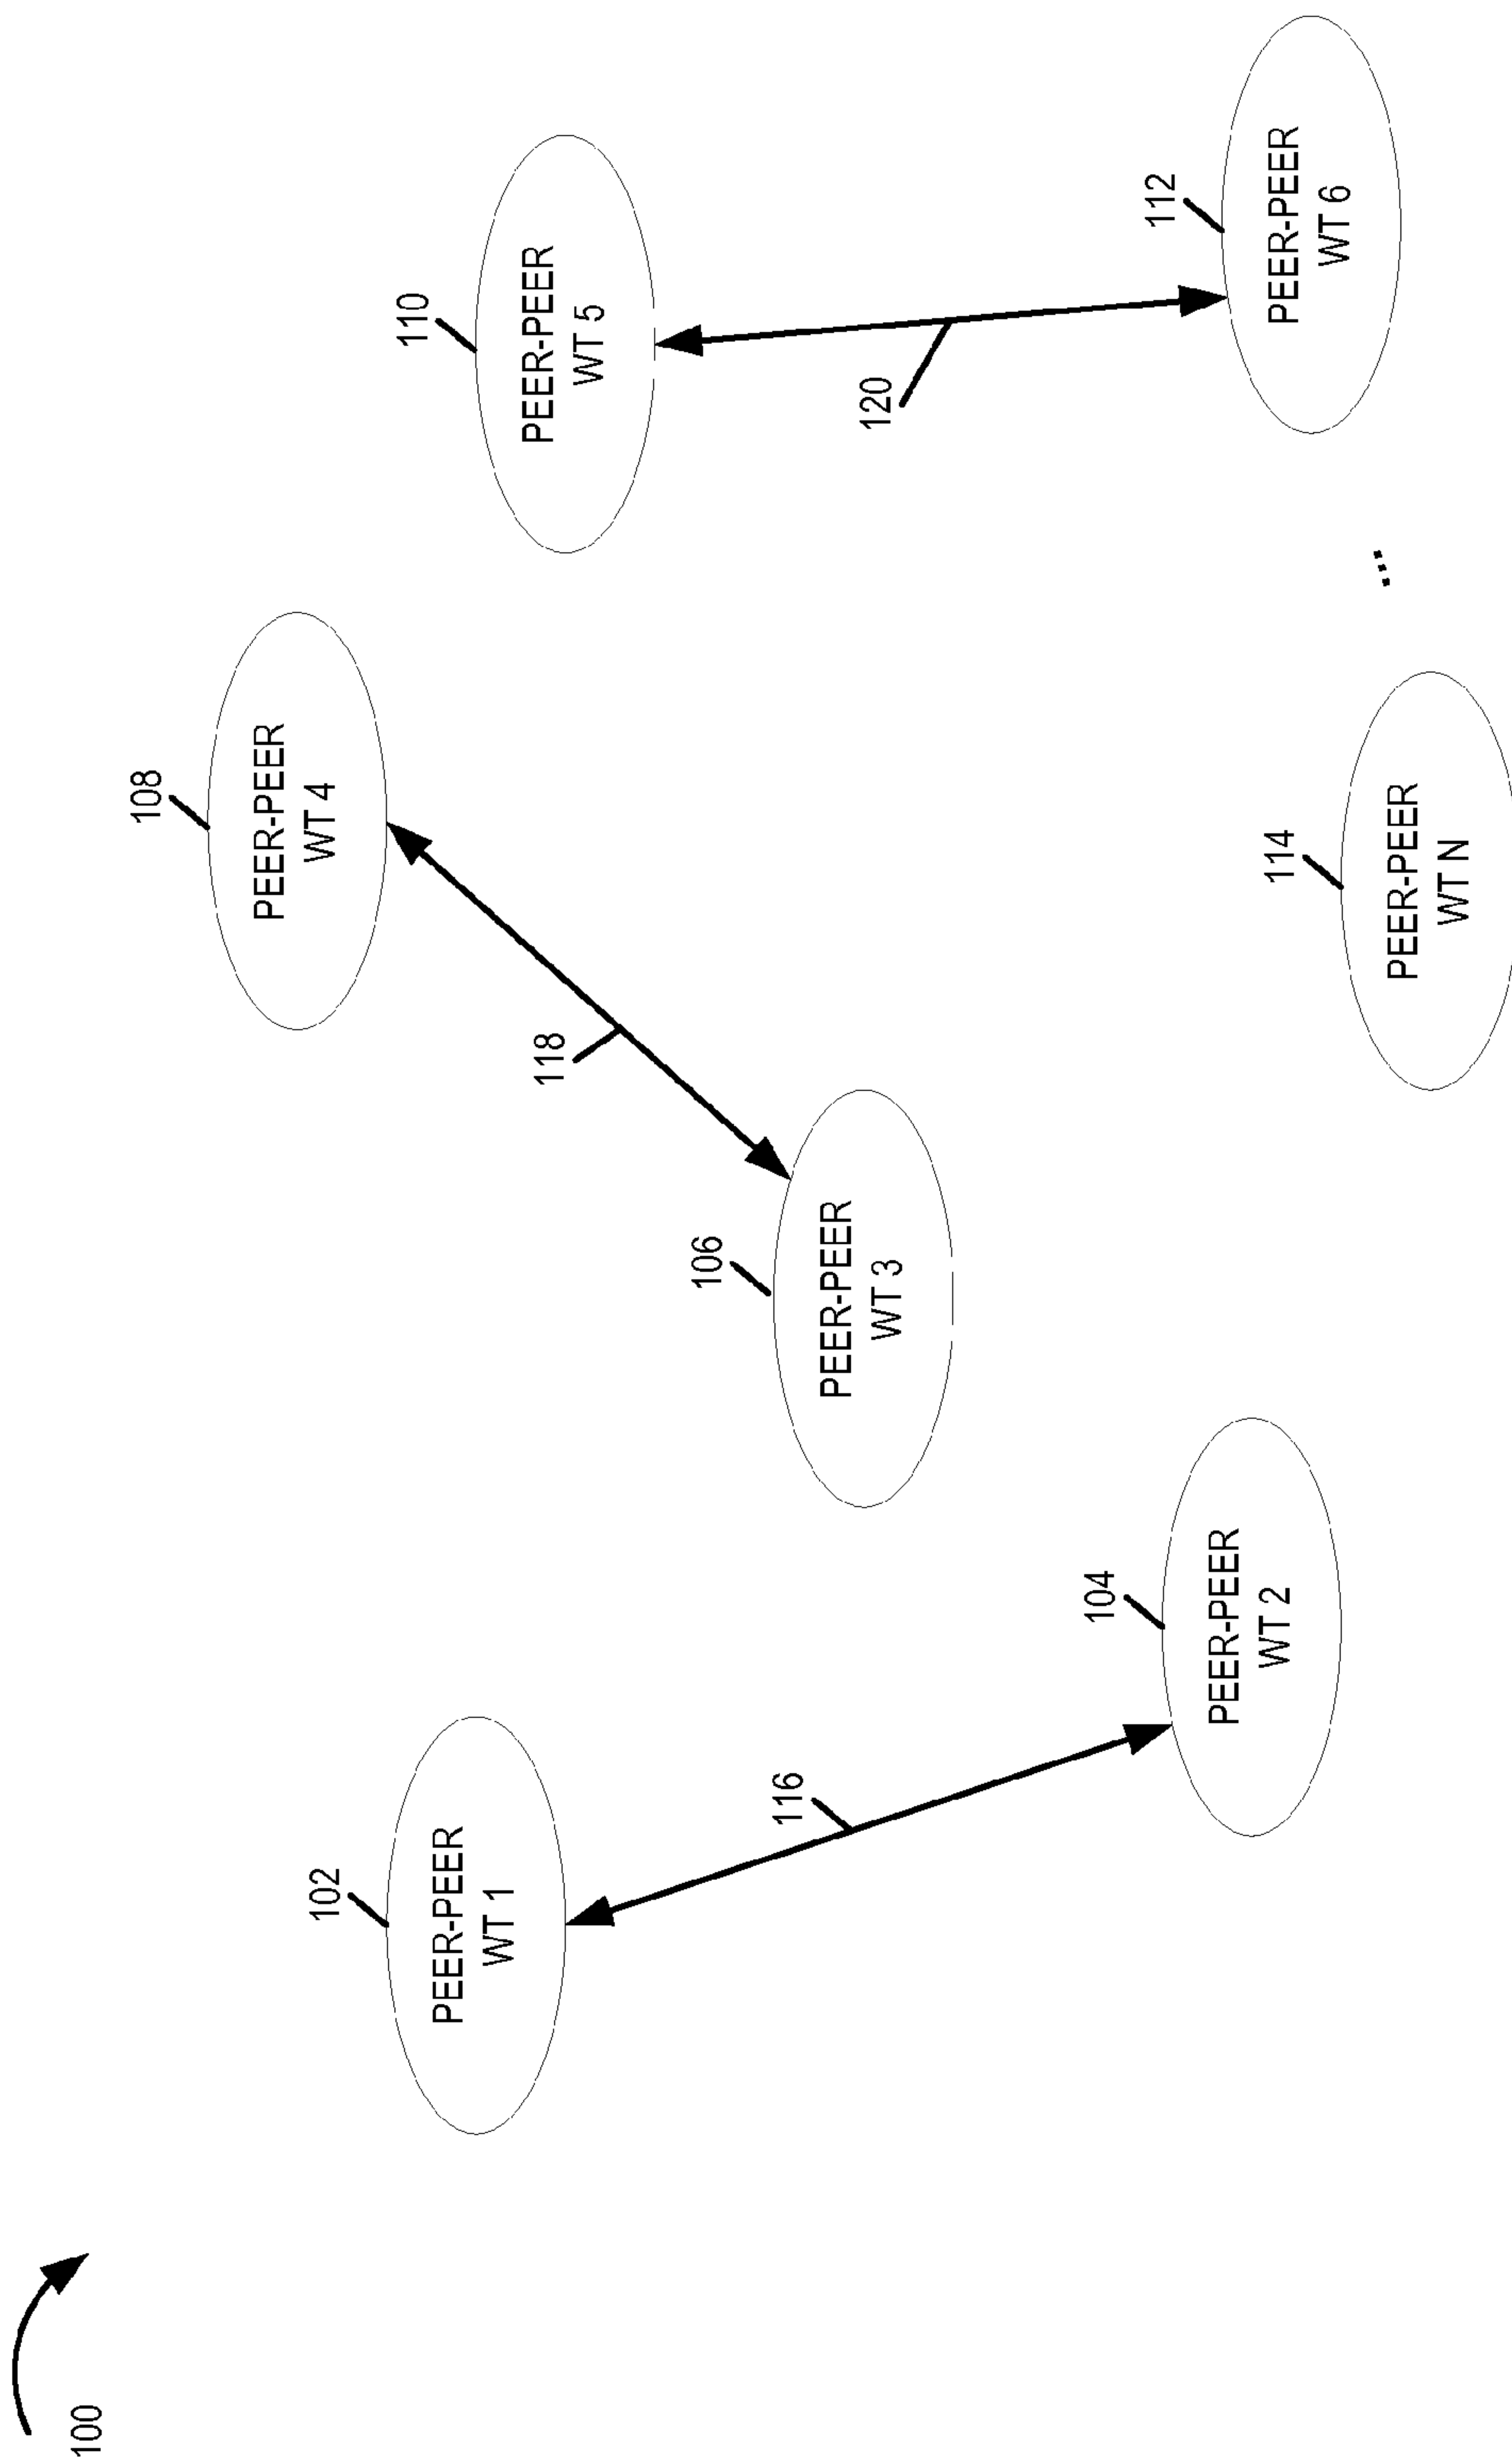 100
102
PEER-PEER
WT 1
116
104
PEER-PEER
WT 2
106
PEER-PEER
WT 3
118
108
PEER-PEER
WT 4
110
PEER-PEER
WT 5
120
112
PEER-PEER
WT 6
...
114
PEER-PEER
WT N